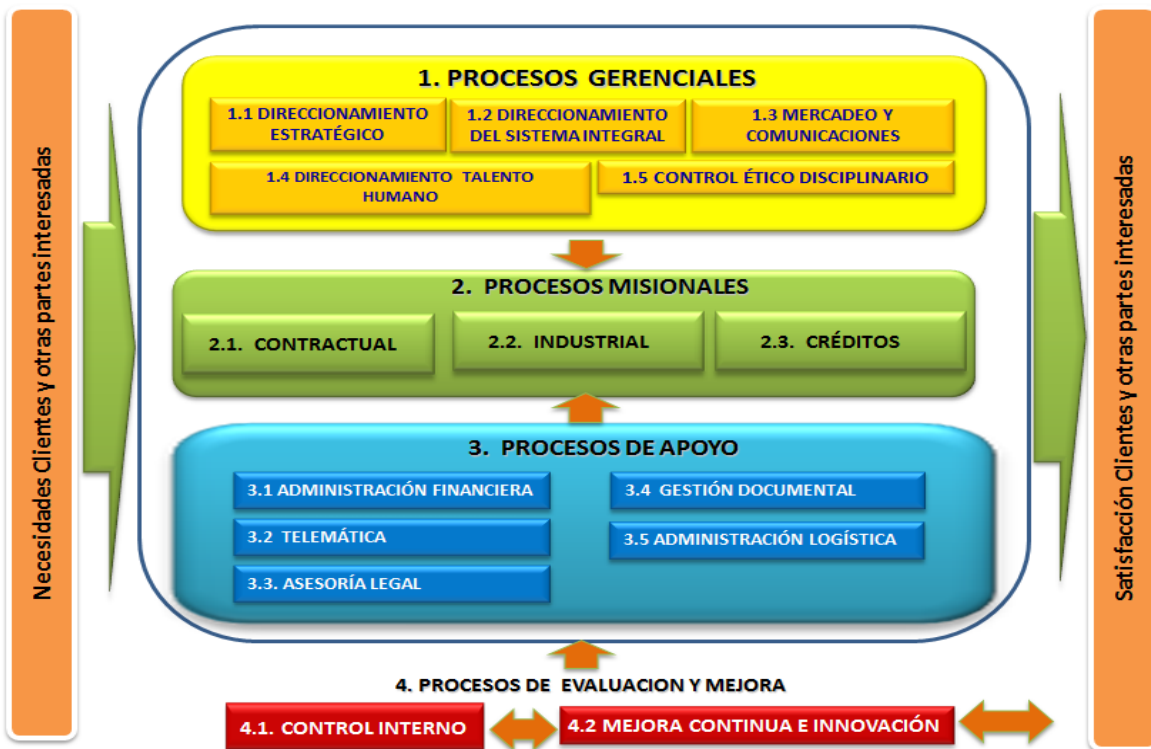 Necesidades Clientes y otras partes interesadas
1. PROCESOS GERENCIALES
1.1 DIRECCIONAMIENTO
ESTRATÉGICO
1.2 DIRECCIONAMIENTO
DEL SISTEMA INTEGRAL
1.3 MERCADEO Y
COMUNICACIONES
1.4 DIRECCIONAMIENTO TALENTO
HUMANO
1.5 CONTROL ÉTICO DISCIPLINARIO
2. PROCESOS MISIONALES
2.1. CONTRACTUAL
2.2. INDUSTRIAL
2.3. CRÉDITOS
3. PROCESOS DE APOYO
3.1 ADMINISTRACIÓN FINANCIERA
3.2 TELEMÁTICA
3.3. ASESORÍA LEGAL
3.4 GESTIÓN DOCUMENTAL
3.5 ADMINISTRACIÓN LOGÍSTICA
4. PROCESOS DE EVALUACION Y MEJORA
4.1. CONTROL INTERNO
4.2 MEJORA CONTINUA E INNOVACIÓN
Satisfacción Clientes y otras partes interesadas